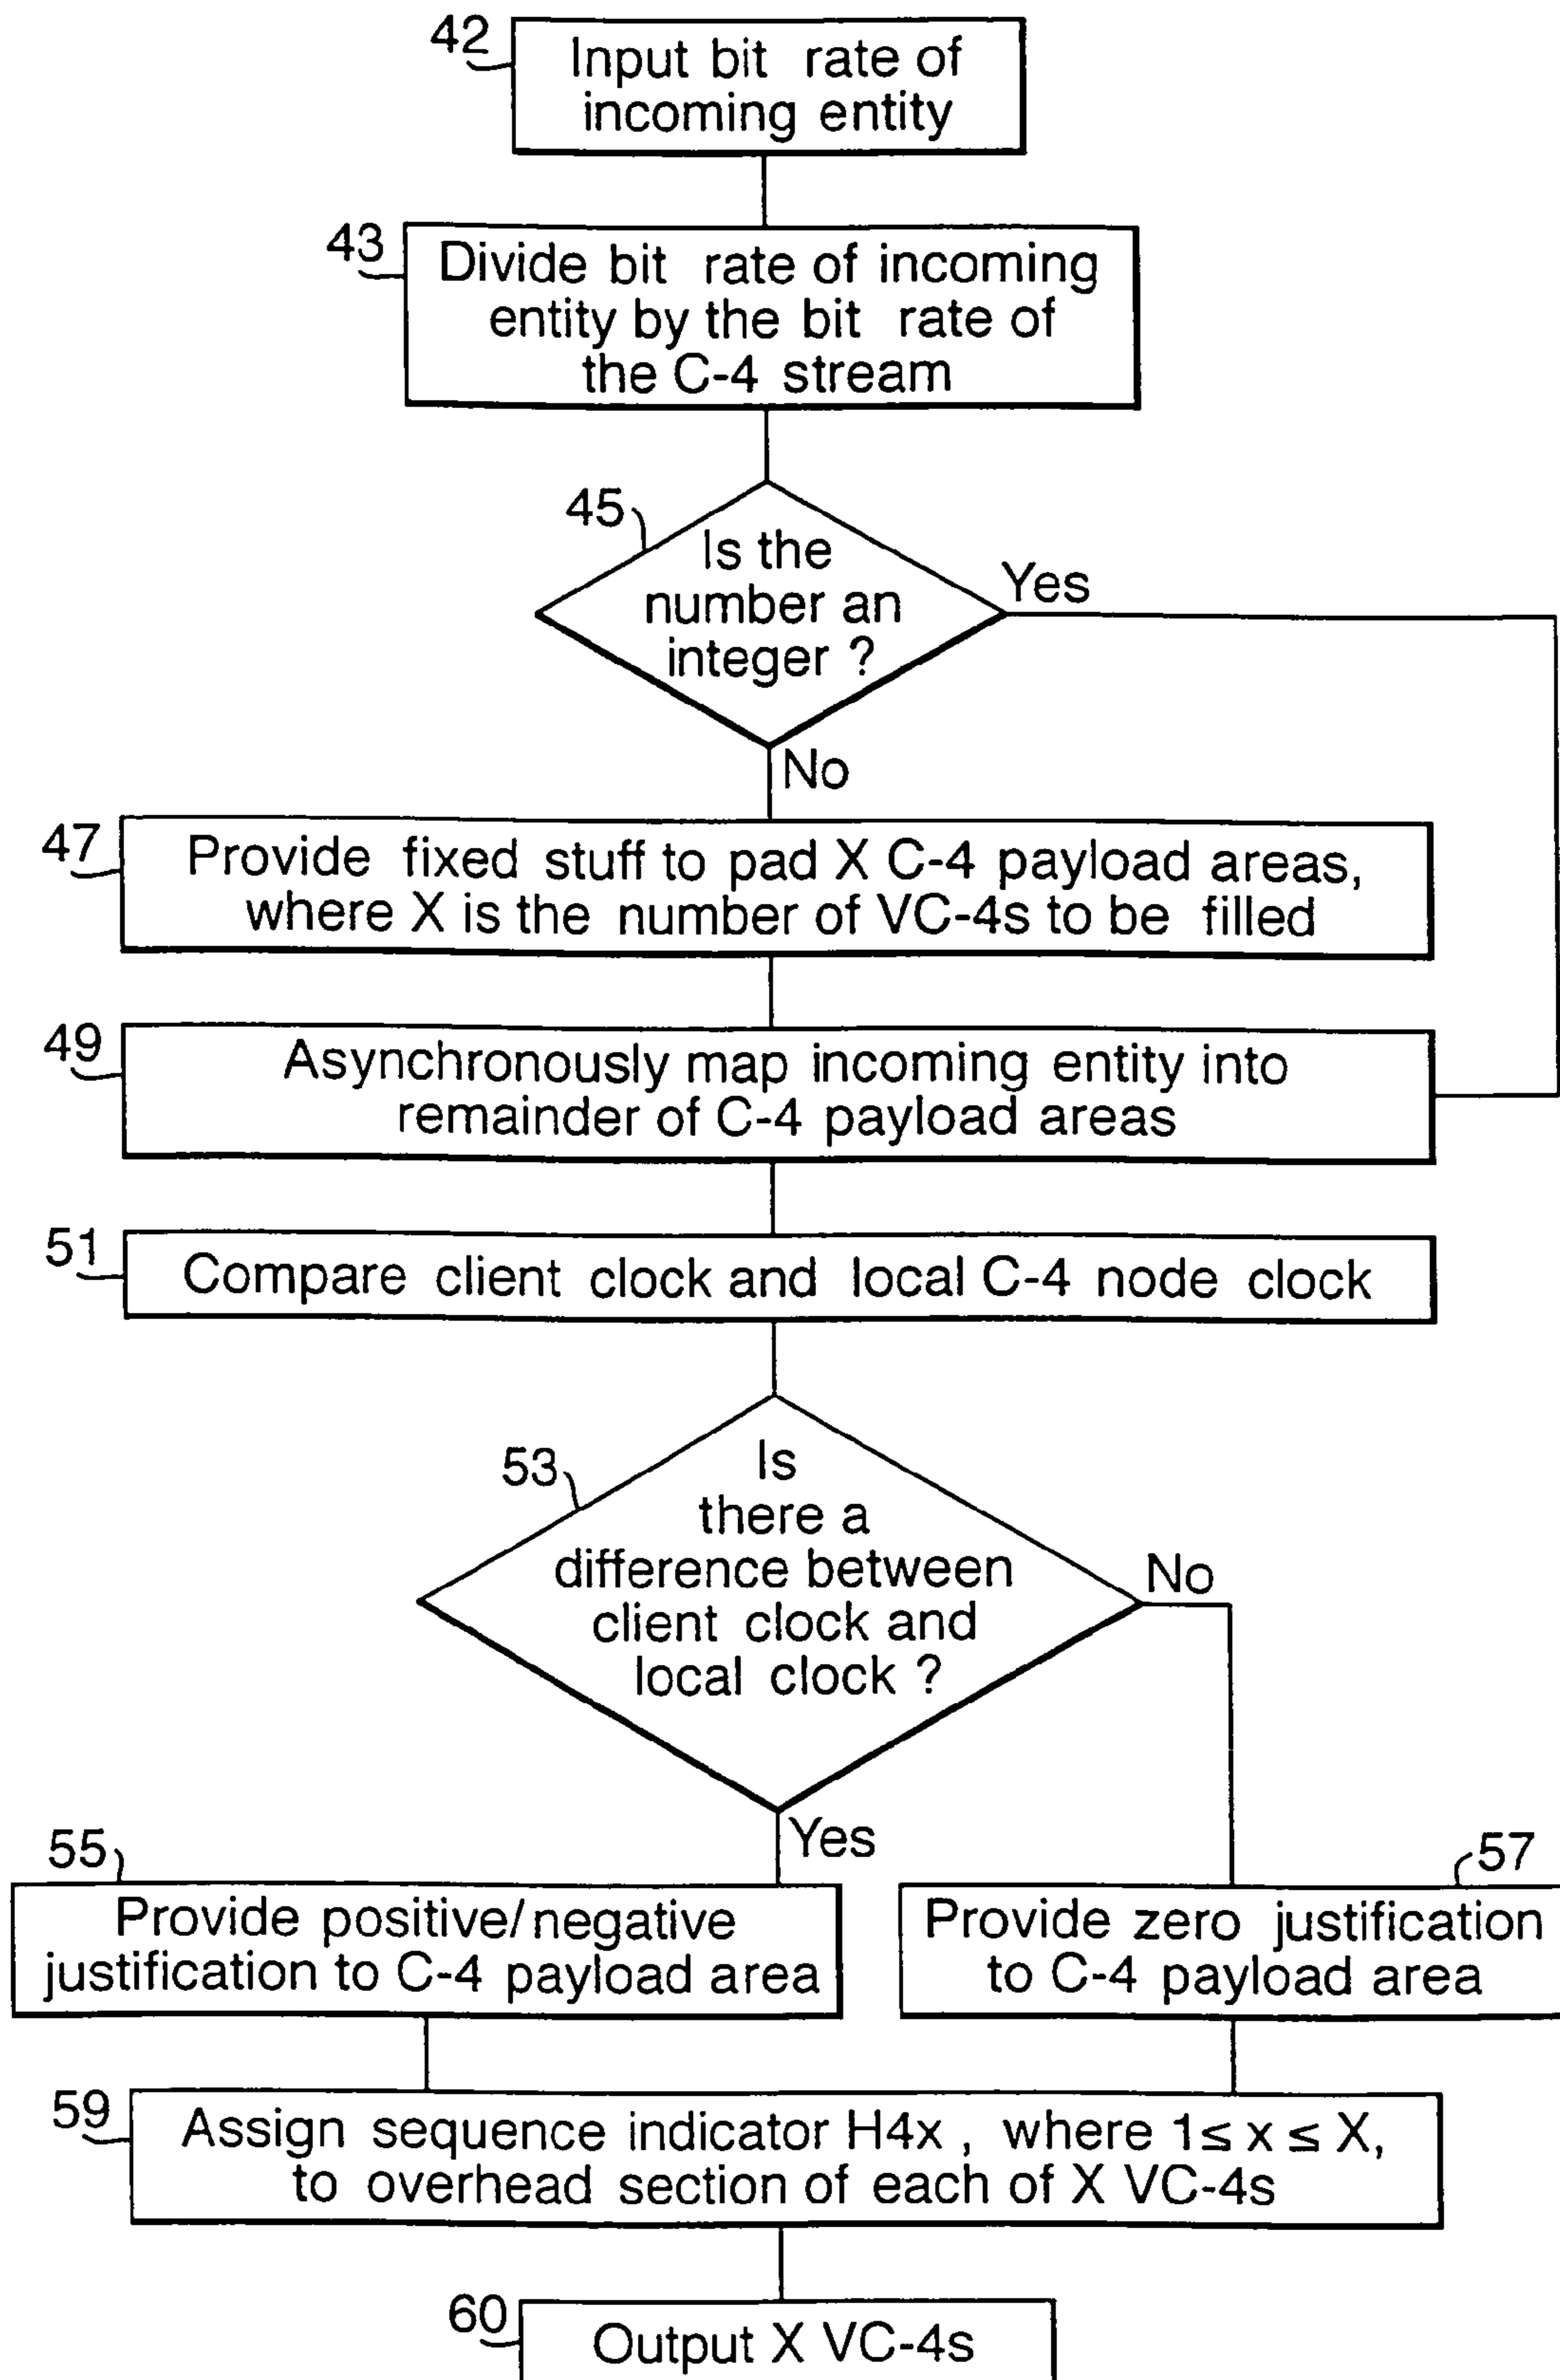 42
Input bit rate of
incoming entity
43
Divide bit rate of incoming
entity by the bit rate of
the C-4 stream
45
Is the
number an
integer ?
Yes
No
47
Provide fixed stuff to pad X C-4 payload areas,
where X is the number of VC-4s to be filled
49
Asynchronously map incoming entity into
remainder of C-4 payload areas
51
Compare client clock and local C-4 node clock
53
Is
there a
difference between
client clock and
local clock ?
No
Yes
55
Provide positive/negative
justification to C-4 payload area
57
Provide zero justification
to C-4 payload area
59
Assign sequence indicator H4x , where 1≤ x ≤ X,
to overhead section of each of X VC-4s
60
Output X VC-4s